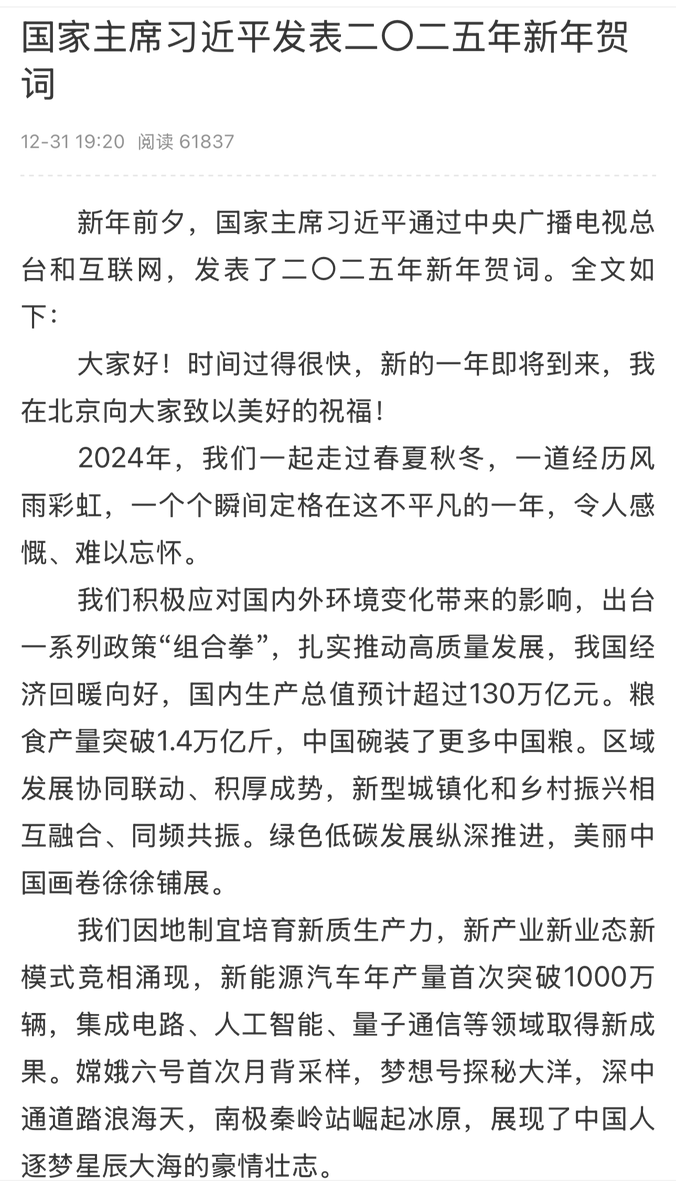 国家主席习近平发表二〇二五年新年贺
词
12-31 19:20 阅读 61837
新年前夕，国家主席习近平通过中央广播电视总
台和互联网，发表了二〇二五年新年贺词。全文如
下：
大家好！时间过得很快，新的一年即将到来，我
在北京向大家致以美好的祝福！
2024年，我们一起走过春夏秋冬，一道经历风
雨彩虹，一个个瞬间定格在这不平凡的一年，令人感
慨、难以忘怀。
我们积极应对国内外环境变化带来的影响，出台
一系列政策“组合拳”，扎实推动高质量发展，我国经
济回暖向好，国内生产总值预计超过130万亿元。粮
食产量突破1.4万亿斤，中国碗装了更多中国粮。区域
发展协同联动、积厚成势，新型城镇化和乡村振兴相
互融合、同频共振。绿色低碳发展纵深推进，美丽中
国画卷徐徐铺展。
我们因地制宜培育新质生产力，新产业新业态新
模式竞相涌现，新能源汽车年产量首次突破1000万
辆，集成电路、人工智能、量子通信等领域取得新成
果。嫦娥六号首次月背采样，梦想号探秘大洋，深中
通道踏浪海天，南极秦岭站崛起冰原，展现了中国人
逐梦星辰大海的豪情壮志。